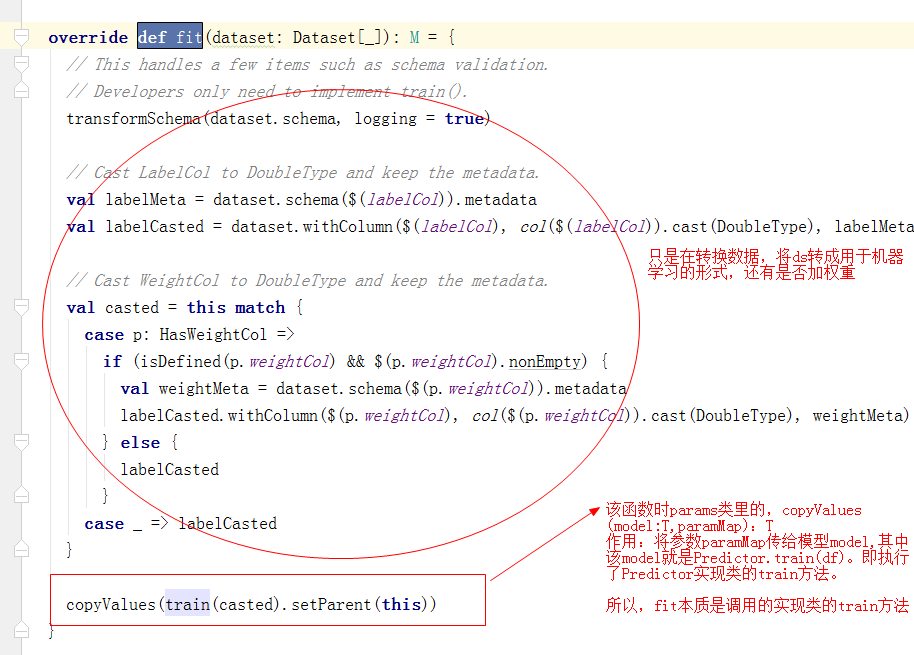 override def fit(dataset: Dataset[_]): M = {
// This handles a few items such as schema validation.
// Developers only need to implement train().
transformSchema(dataset.schema, logging = true)
// Cast LabelCol to DoubleType and keep the metadata.
val labelMeta = dataset.schema($(labelCol)).metadata
val labelCasted = dataset.withColumn($(labelCol), col($(labelCol)).cast(DoubleType), labelMeta
只是在转换数据，将ds转成用于机器
学习的形式，还有是否加权重
// Cast WeightCol to DoubleType and keep the metadata.
val casted = this match {
case p: HasWeightCol =>
if (isDefined(p.weightCol) && $(p.weightCol).nonEmpty) {
val weightMeta = dataset.schema($(p.weightCol)).metadata
labelCasted.withColumn($(p.weightCol), col($(p.weightCol)).cast(DoubleType), weightMeta)
} else {
labelCasted
}
case _ => labelCasted
}
该函数时params类里的，copyValues
(model:T,paramMap)：T
作用：将参数paramMap传给模型model,其中
该model就是Predictor.train(df)。即执行
了Predictor实现类的train方法。
所以，fit本质是调用的实现类的train方法
copyValues(train(casted).setParent(this))
}